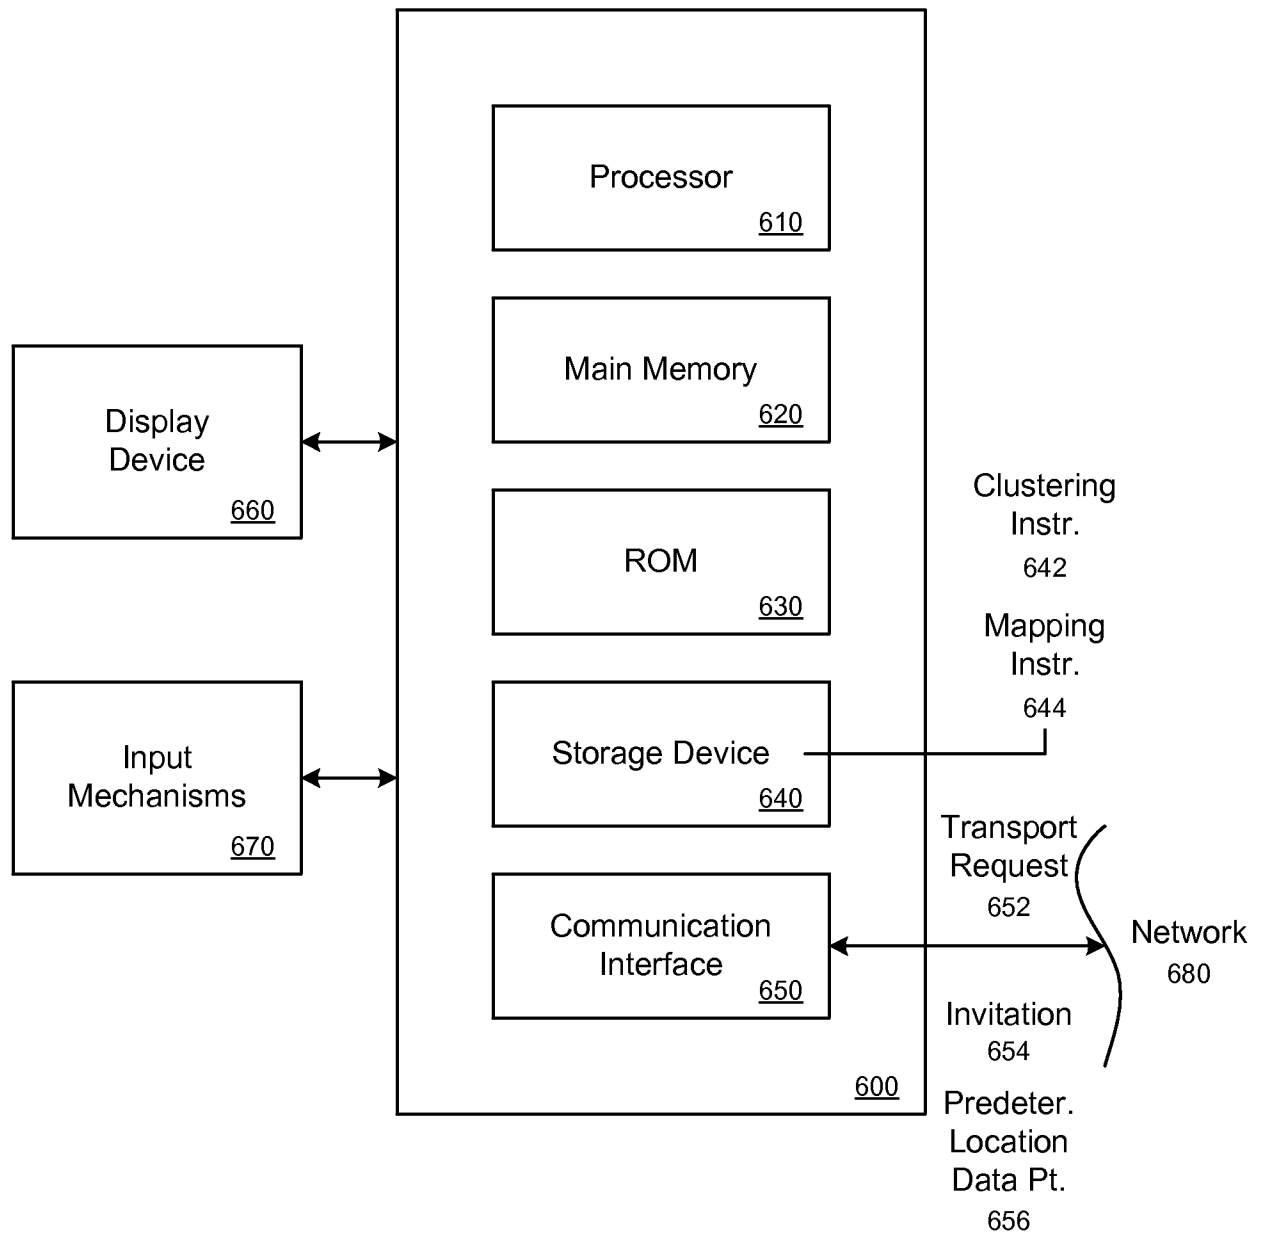 Processor
610
Main Memory
620
Display
Device
660
ROM
630
Clustering
Instr.
642
Mapping
Instr.
644
Input
Mechanisms
670
Storage Device
640
Transport
Request
652
Communication
Interface
650
Network
680
Invitation
654
600
Predeter.
Location
Data Pt.
656